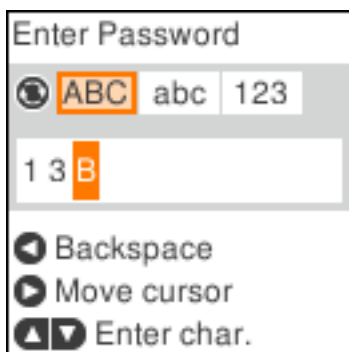 Enter Password
ABC abc 123
1 3 B
Backspace
Move cursor
Enter char.